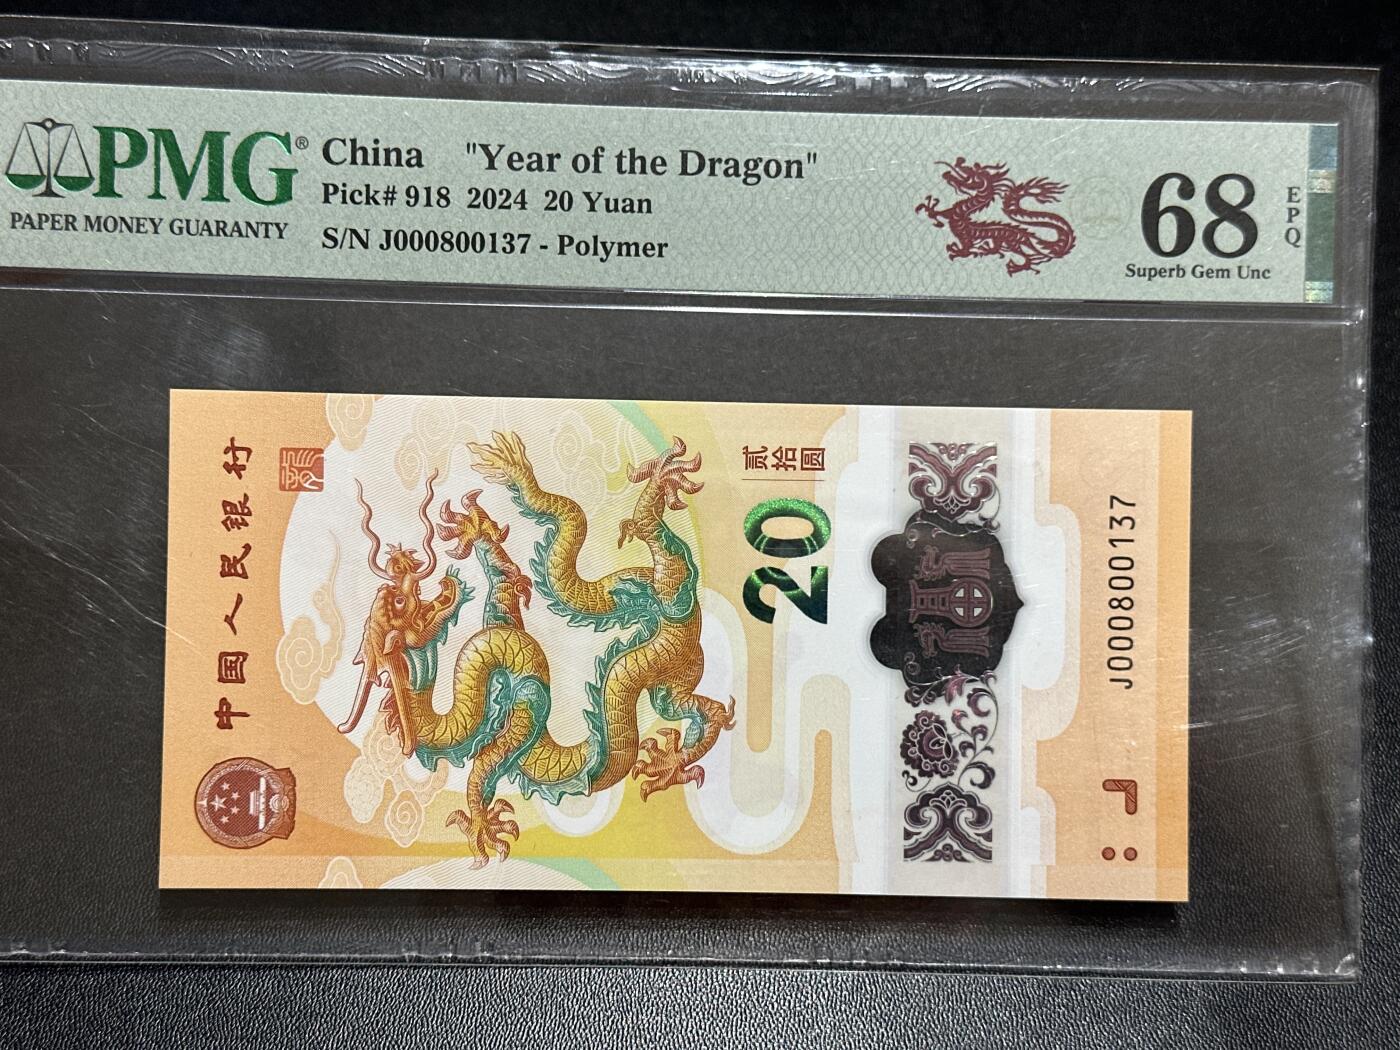 PMG®
PAPER MONEY GUARANTY
China "Year of the Dragon"
Pick# 918 2024 20 Yuan
S/N J000800137 - Polymer
68
EPQ
Superb Gem Unc
中国人民银行
贰拾圆
20
J000800137